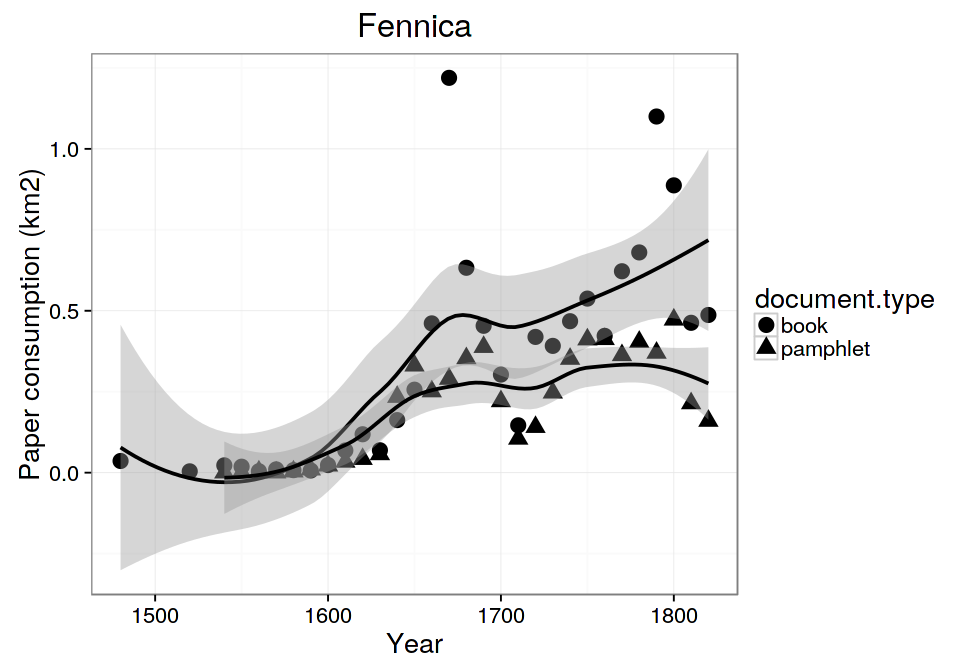 Fennica
Paper consumption (km2)
1.0
0.5
0.0
1500
1600
1700
1800
Year
document.type
book
pamphlet